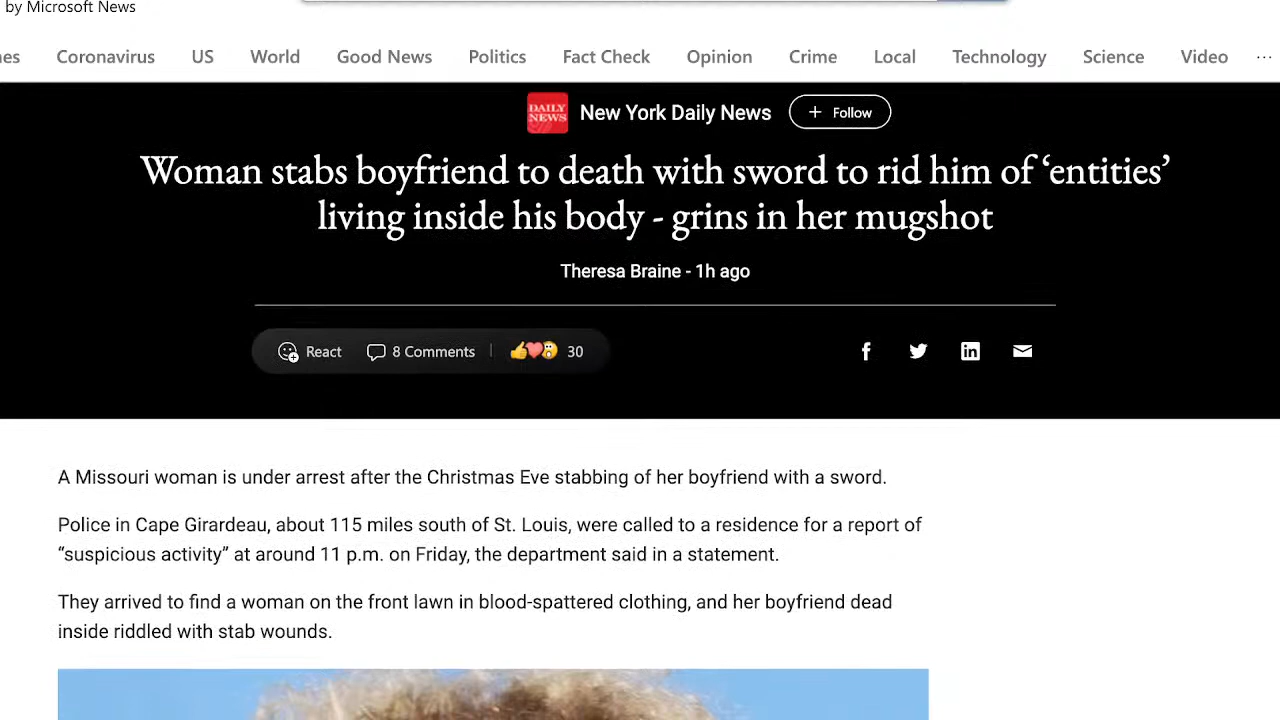 by Microsoft News
es Coronavirus US World Good News Politics Fact Check Opinion Crime Local Technology Science Video ...
DAILY NEWS New York Daily News + Follow
Woman stabs boyfriend to death with sword to rid him of ‘entities’
living inside his body - grins in her mugshot
Theresa Braine - 1h ago
React 8 Comments 30
A Missouri woman is under arrest after the Christmas Eve stabbing of her boyfriend with a sword.
Police in Cape Girardeau, about 115 miles south of St. Louis, were called to a residence for a report of
“suspicious activity” at around 11 p.m. on Friday, the department said in a statement.
They arrived to find a woman on the front lawn in blood-spattered clothing, and her boyfriend dead
inside riddled with stab wounds.